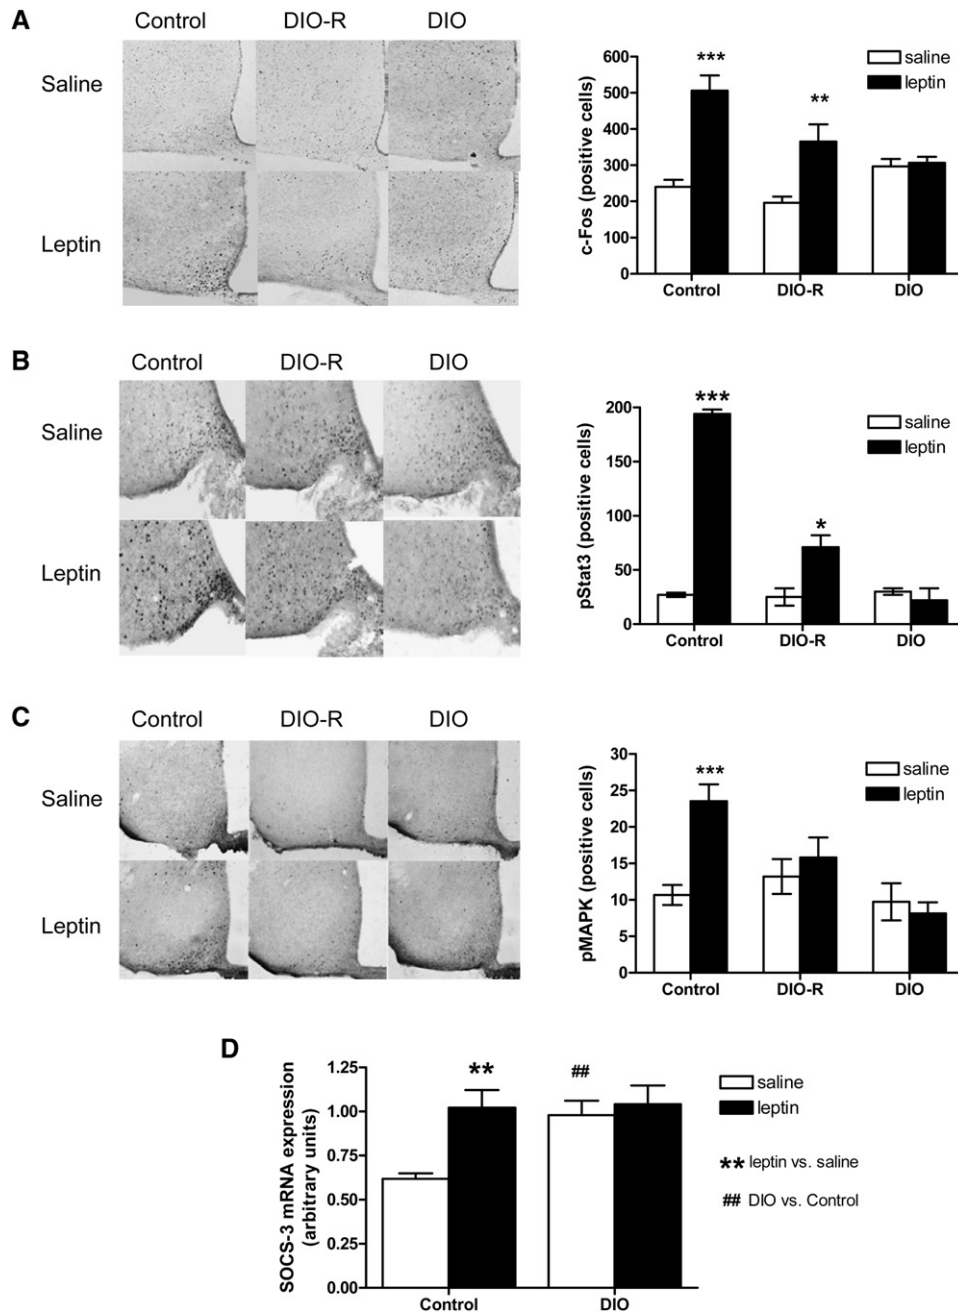 A
Control DIO-R DIO
Saline
Leptin
c-Fos (positive cells)
600
500
400
300
200
100
0
***
**
saline
leptin
Control DIO-R DIO
B
Control DIO-R DIO
Saline
Leptin
pStat3 (positive cells)
200
150
100
50
0
***
*
saline
leptin
Control DIO-R DIO
C
Control DIO-R DIO
Saline
Leptin
pMAPK (positive cells)
30
25
20
15
10
5
0
***
saline
leptin
Control DIO-R DIO
D
SOCS-3 mRNA expression
(arbitrary units)
1.25
1.00
0.75
0.50
0.25
0.00
**
##
saline
leptin
** leptin vs. saline
## DIO vs. Control
Control DIO